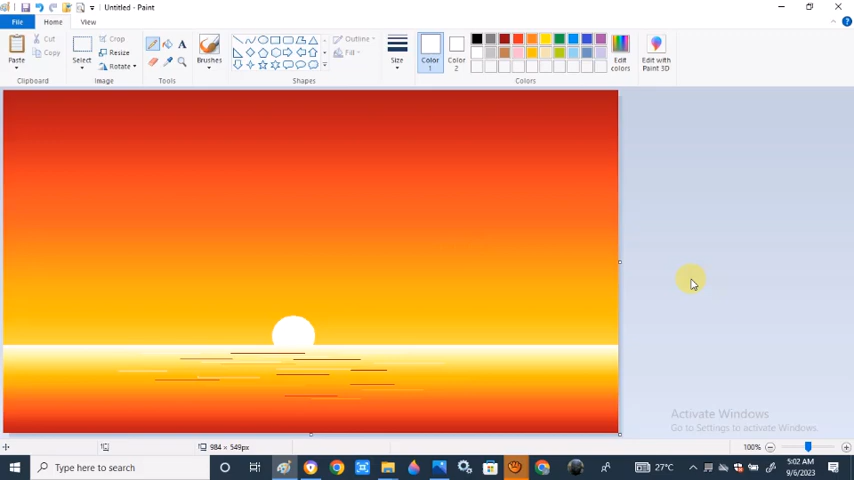 Untitled - Paint
File Home View
Paste
Cut
Copy
Clipboard
Select
Crop
Resize
Rotate
Image
A
Tools
Brushes
Outline
Fill
Shapes
Size
Color 1
Color 2
Edit colors
Colors
Edit with Paint 3D
Activate Windows
Go to Settings to activate Windows.
984 × 549px
100%
Type here to search
27°C
5:02 AM
9/6/2023